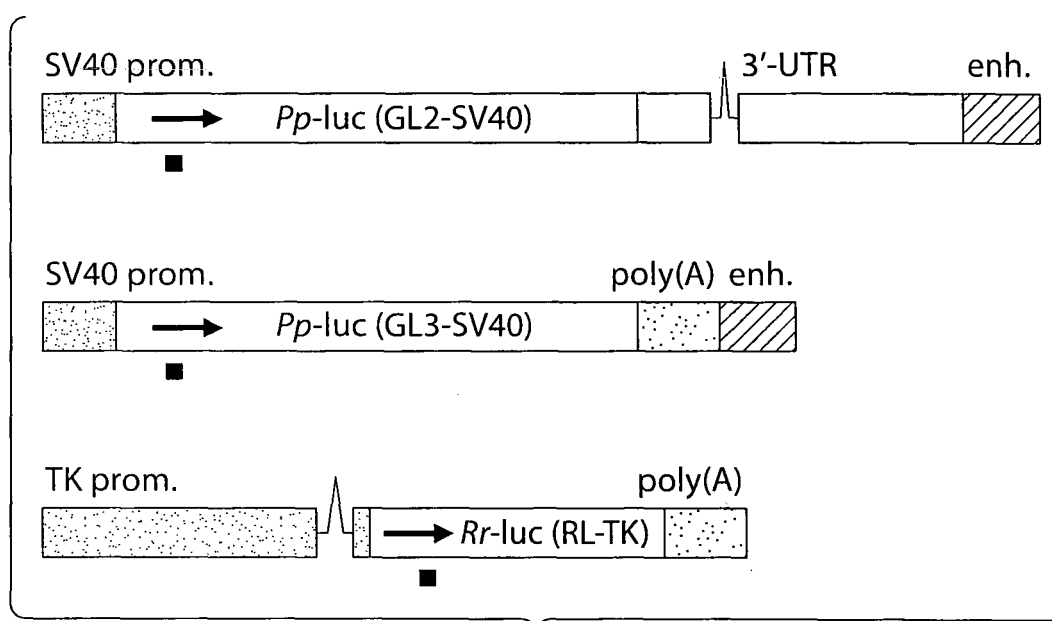 SV40 prom. 3′-UTR enh.
Pp-luc (GL2-SV40)
SV40 prom. poly(A) enh.
Pp-luc (GL3-SV40)
TK prom. poly(A)
Rr-luc (RL-TK)